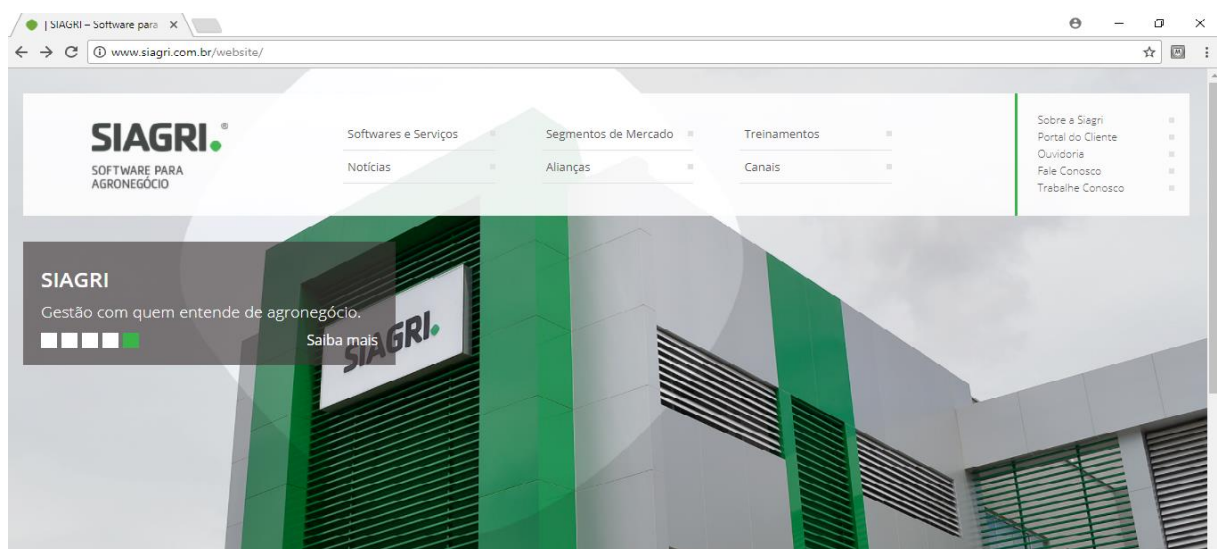 | SIAGRI – Software para
www.siagri.com.br/website/
SIAGRI.®
SOFTWARE PARA
AGRONEGÓCIO
Softwares e Serviços
Segmentos de Mercado
Treinamentos
Notícias
Alianças
Canais
Sobre a Siagri
Portal do Cliente
Ouvidoria
Fale Conosco
Trabalhe Conosco
SIAGRI
Gestão com quem entende de agronegócio.
Saiba mais
SIAGRI.